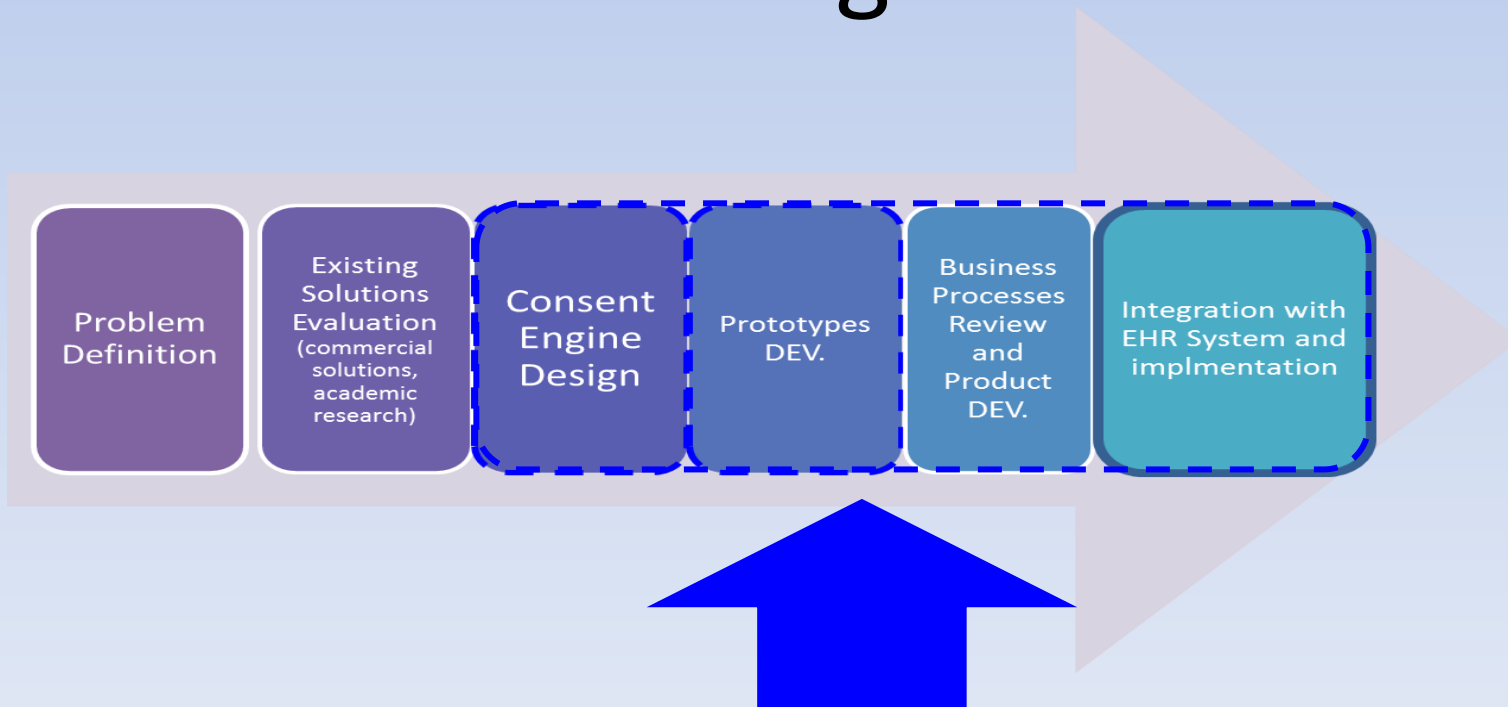 Problem
Definition
Existing
Solutions
Evaluation
(commercial
solutions,
academic
research)
Consent
Engine
Design
Prototypes
DEV.
Business
Processes
Review
and
Product
DEV.
Integration with
EHR System and
implmentation